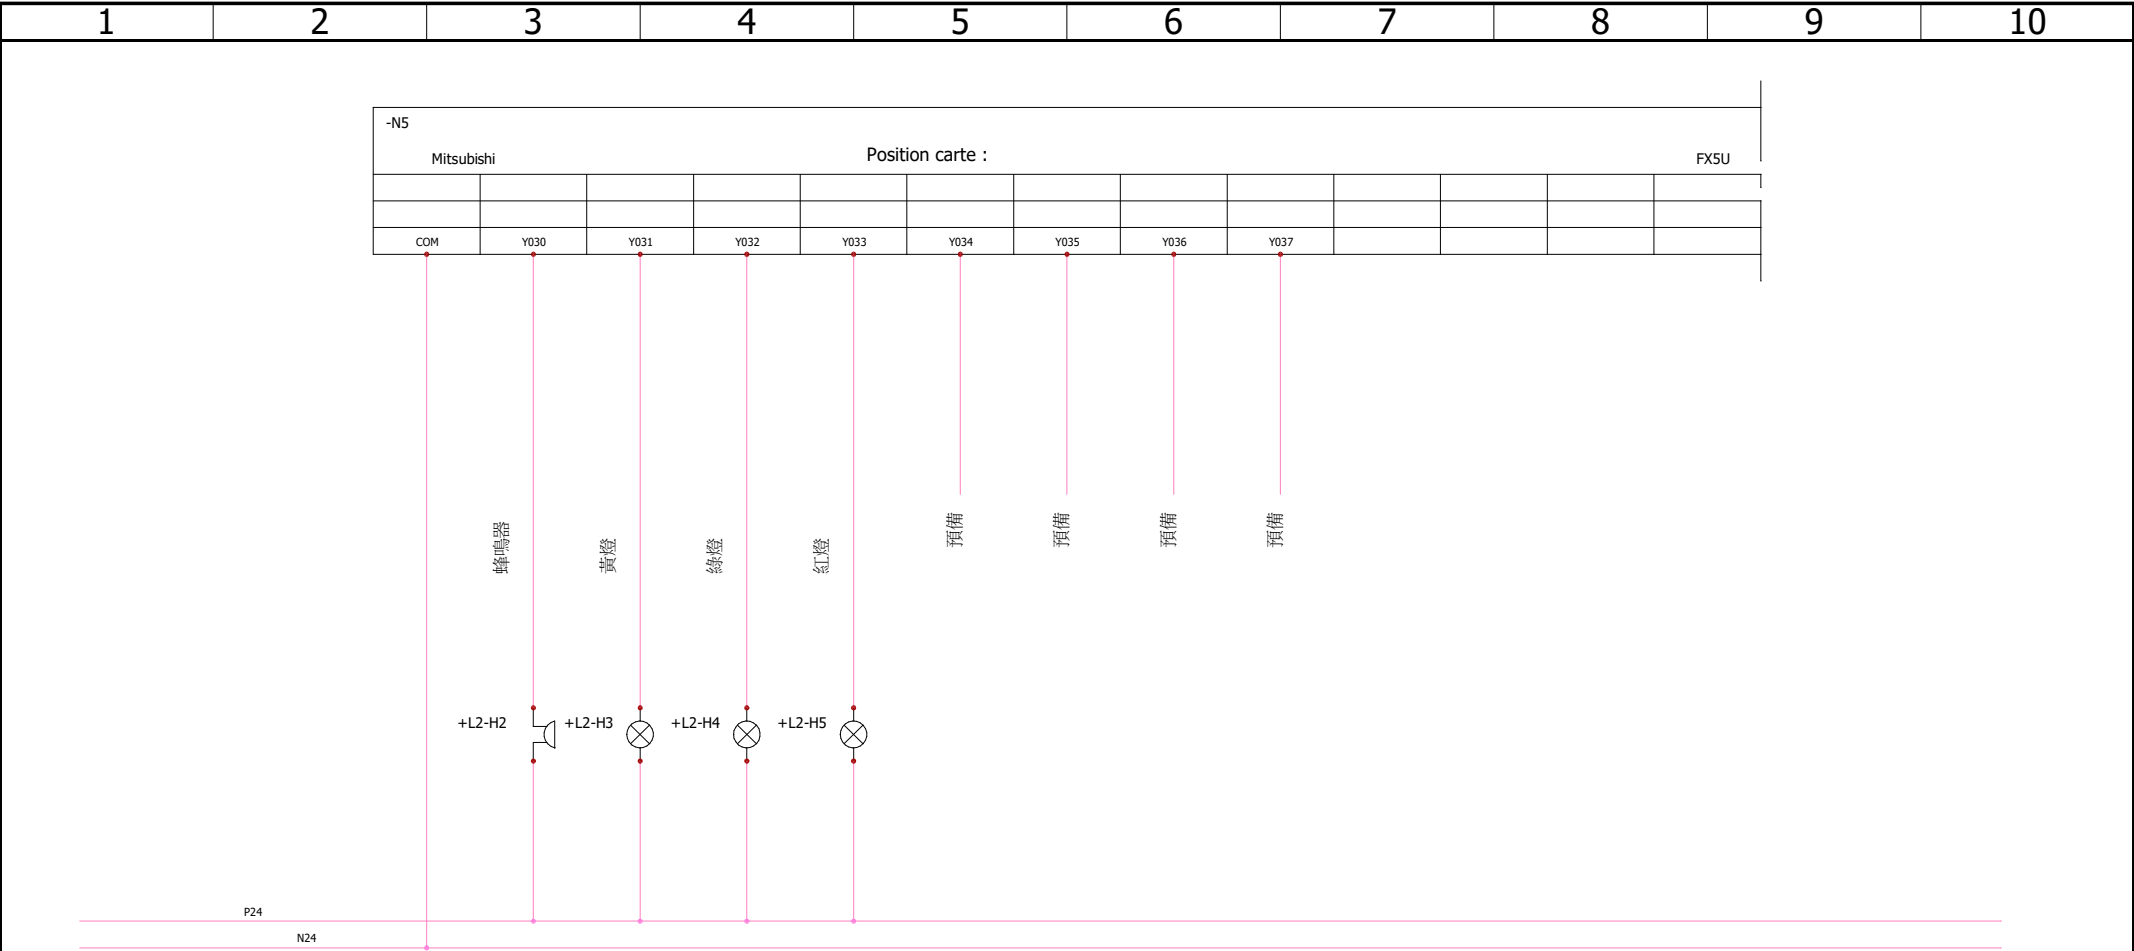 1 2 3 4 5 6 7 8 9 10
-N5
Mitsubishi Position carte : FX5U
COM Y030 Y031 Y032 Y033 Y034 Y035 Y036 Y037
蜂鳴器 黃燈 綠燈 紅燈 預備 預備 預備 預備
+L2-H2 +L2-H3 +L2-H4 +L2-H5
P24
N24